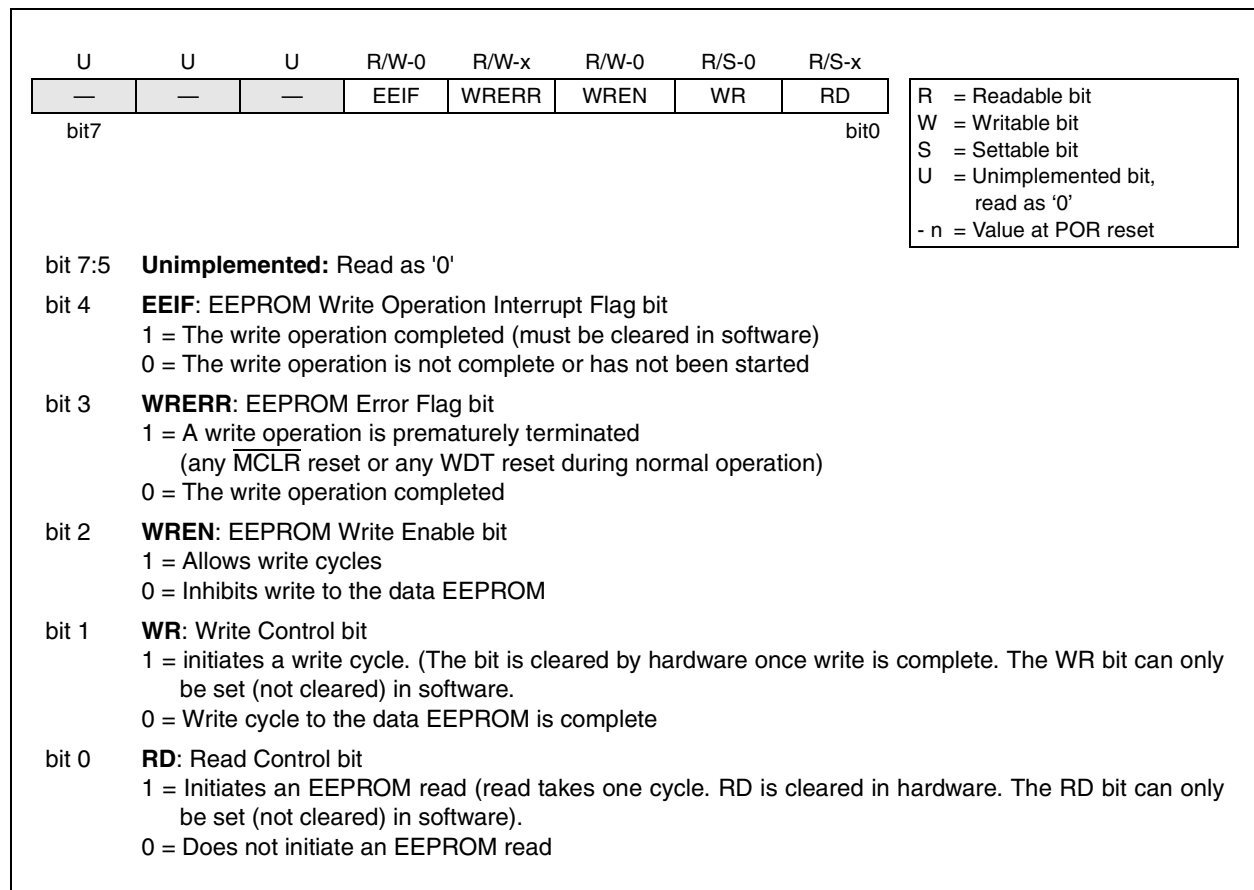 U U U R/W-0 R/W-x R/W-0 R/S-0 R/S-x
— — — EEIF WRERR WREN WR RD
bit7 bit0
R = Readable bit
W = Writable bit
S = Settable bit
U = Unimplemented bit,
read as ‘0’
- n = Value at POR reset
bit 7:5 Unimplemented: Read as '0'
bit 4 EEIF: EEPROM Write Operation Interrupt Flag bit
1 = The write operation completed (must be cleared in software)
0 = The write operation is not complete or has not been started
bit 3 WRERR: EEPROM Error Flag bit
1 = A write operation is prematurely terminated
(any MCLR reset or any WDT reset during normal operation)
0 = The write operation completed
bit 2 WREN: EEPROM Write Enable bit
1 = Allows write cycles
0 = Inhibits write to the data EEPROM
bit 1 WR: Write Control bit
1 = initiates a write cycle. (The bit is cleared by hardware once write is complete. The WR bit can only
be set (not cleared) in software.
0 = Write cycle to the data EEPROM is complete
bit 0 RD: Read Control bit
1 = Initiates an EEPROM read (read takes one cycle. RD is cleared in hardware. The RD bit can only
be set (not cleared) in software).
0 = Does not initiate an EEPROM read